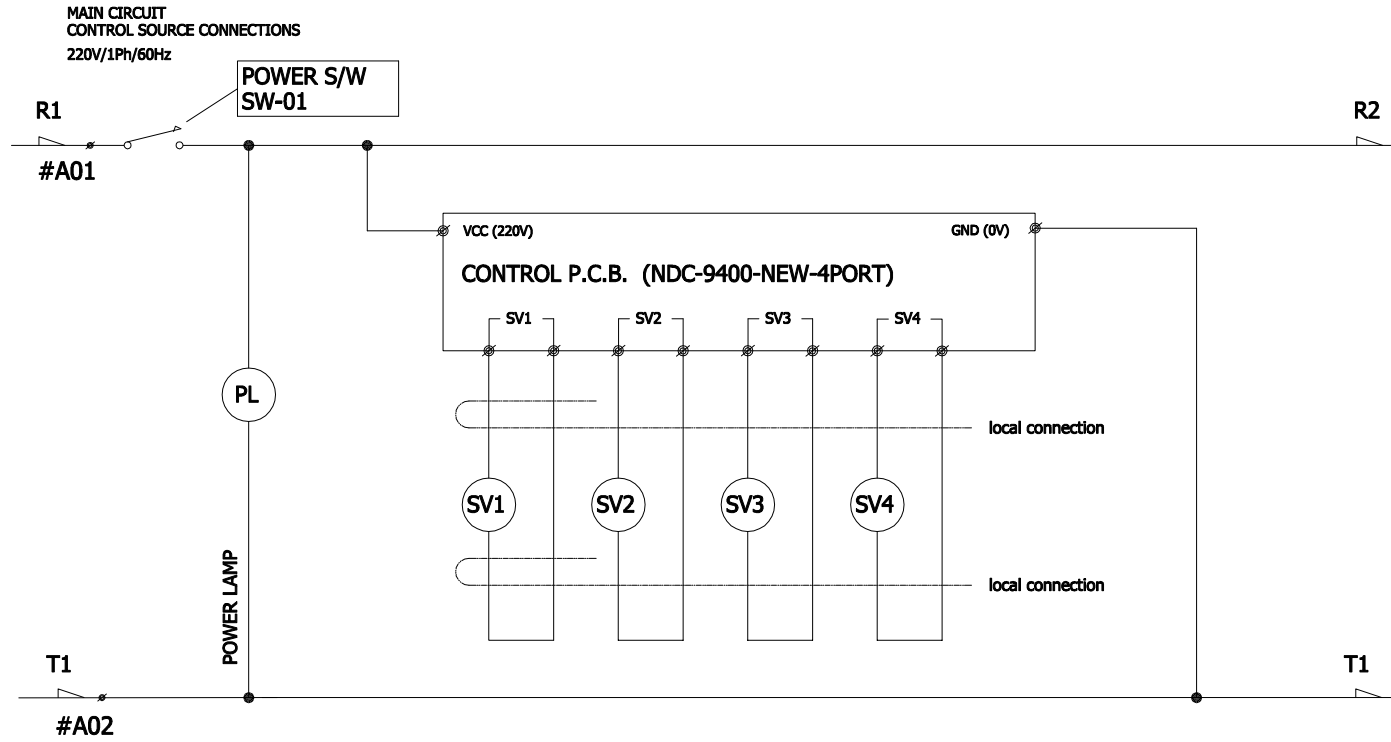 MAIN CIRCUIT
CONTROL SOURCE CONNECTIONS
220V/1Ph/60Hz
POWER S/W
SW-01
R1
R2
#A01
VCC (220V)
GND (0V)
CONTROL P.C.B. (NDC-9400-NEW-4PORT)
SV1
SV2
SV3
SV4
PL
local connection
SV1
SV2
SV3
SV4
POWER LAMP
local connection
T1
T1
#A02